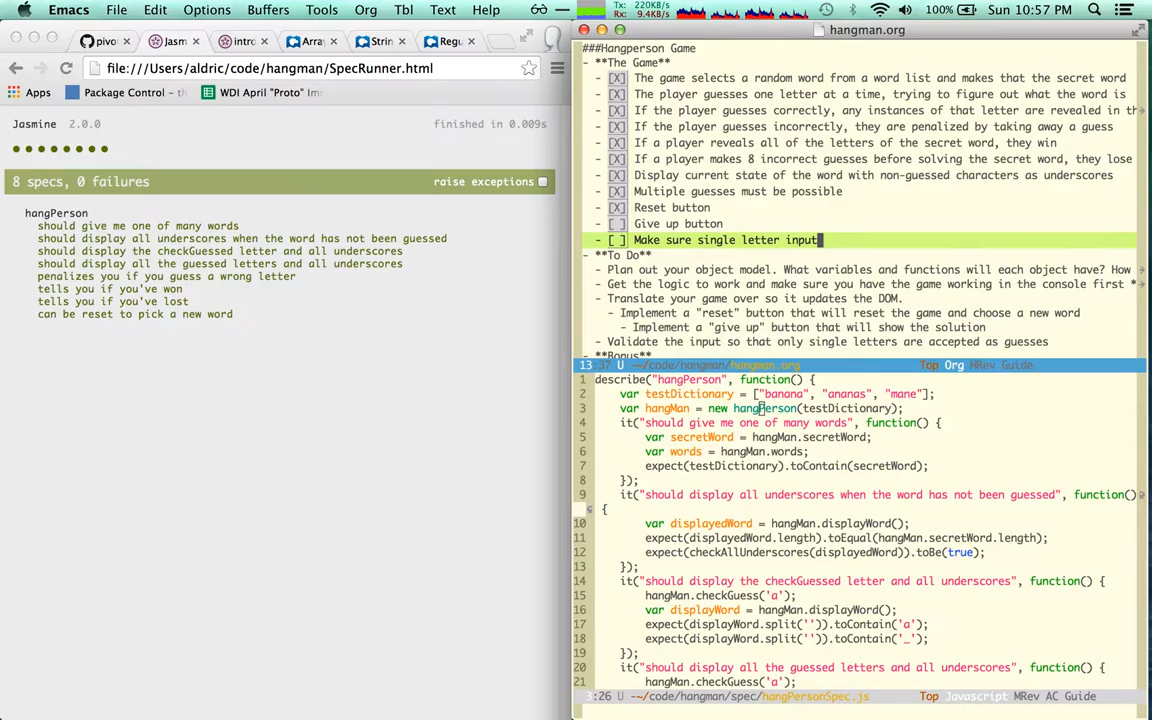 Emacs File Edit Options Buffers Tools Org Tbl Text Help
Tx: 220KB/s
Rx: 9.4KB/s
100% Sun 10:57 PM
pivo
Jasm
intro
Array
Strin
Regu
file:///Users/aldric/code/hangman/SpecRunner.html
Apps Package Control - th WDI April "Proto" Im
Jasmine 2.0.0 finished in 0.009s
8 specs, 0 failures raise exceptions
hangPerson
should give me one of many words
should display all underscores when the word has not been guessed
should display the checkGuessed letter and all underscores
should display all the guessed letters and all underscores
penalizes you if you guess a wrong letter
tells you if you've won
tells you if you've lost
can be reset to pick a new word
hangman.org
###Hangperson Game
- **The Game**
- [X] The game selects a random word from a word list and makes that the secret word
- [X] The player guesses one letter at a time, trying to figure out what the word is
- [X] If the player guesses correctly, any instances of that letter are revealed in th
- [X] If the player guesses incorrectly, they are penalized by taking away a guess
- [X] If a player reveals all of the letters of the secret word, they win
- [X] If a player makes 8 incorrect guesses before solving the secret word, they lose
- [X] Display current state of the word with non-guessed characters as underscores
- [X] Multiple guesses must be possible
- [X] Reset button
- [ ] Give up button
- [ ] Make sure single letter input
- **To Do**
- Plan out your object model. What variables and functions will each object have? How
- Get the logic to work and make sure you have the game working in the console first *
- Translate your game over so it updates the DOM.
- Implement a "reset" button that will reset the game and choose a new word
- Implement a "give up" button that will show the solution
- Validate the input so that only single letters are accepted as guesses
- **Bonus**
13:37 U -~/code/hangman/hangman.org Top Org MRev Guide
1 describe("hangPerson", function() {
2 var testDictionary = ["banana", "ananas", "mane"];
3 var hangMan = new hangPerson(testDictionary);
4 it("should give me one of many words", function() {
5 var secretWord = hangMan.secretWord;
6 var words = hangMan.words;
7 expect(testDictionary).toContain(secretWord);
8 });
9 it("should display all underscores when the word has not been guessed", function()
{
10 var displayedWord = hangMan.displayWord();
11 expect(displayedWord.length).toEqual(hangMan.secretWord.length);
12 expect(checkAllUnderscores(displayedWord)).toBe(true);
13 });
14 it("should display the checkGuessed letter and all underscores", function() {
15 hangMan.checkGuess('a');
16 var displayWord = hangMan.displayWord();
17 expect(displayWord.split('')).toContain('a');
18 expect(displayWord.split('')).toContain('_');
19 });
20 it("should display all the guessed letters and all underscores", function() {
21 hangMan.checkGuess('a');
3:26 U -~/code/hangman/spec/hangPersonSpec.js Top Javascript MRev AC Guide